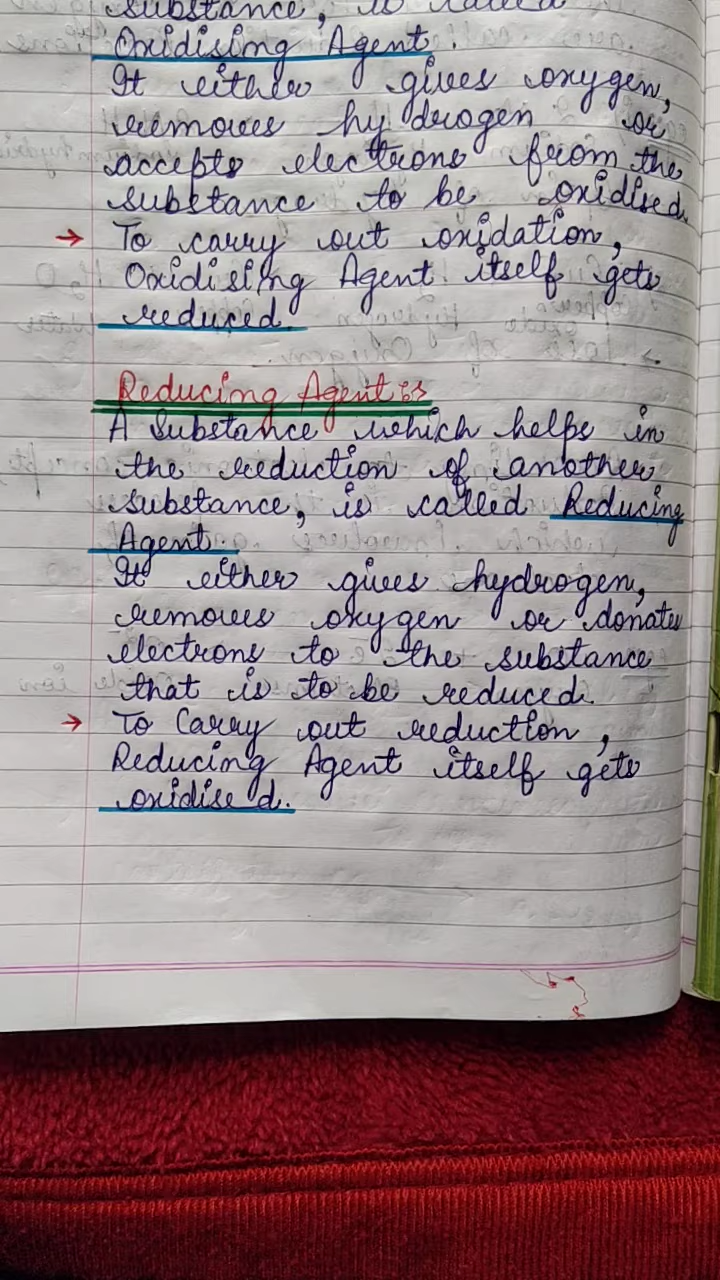 substance, is called
Oxidising Agent.
It either gives oxygen,
removes hydrogen or
accepts electrons from the
substance to be oxidised.
→ To carry out oxidation,
Oxidising Agent itself gets
reduced.
Reducing Agent :-
A Substance which helps in
the reduction of another
substance, is called Reducing
Agent.
It either gives hydrogen,
removes oxygen or donates
electrons to the substance
that is to be reduced.
→ To Carry out reduction,
Reducing Agent itself gets
oxidised.